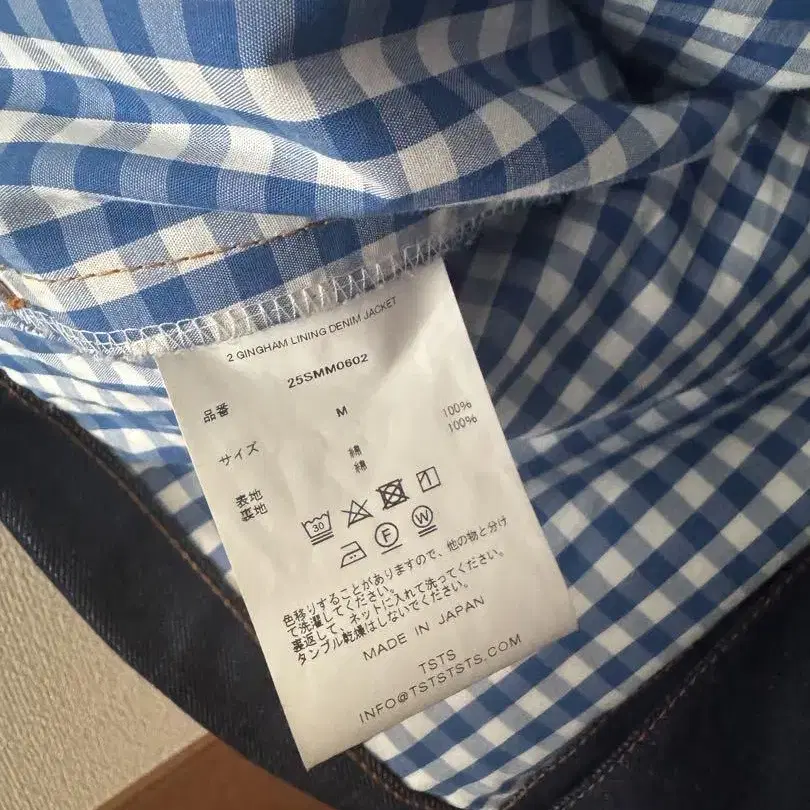 2 GINGHAM LINING DENIM JACKET
品番 25SMM0602
サイズ M
表地 綿 100%
裏地 綿 100%
30
F W
色移りすることがありますので、他の物と分け
て洗濯してください。
裏返して、ネットに入れて洗ってください。
タンブル乾燥はしないでください。
MADE IN JAPAN
TSTS
INFO@TSTSTSTS.COM